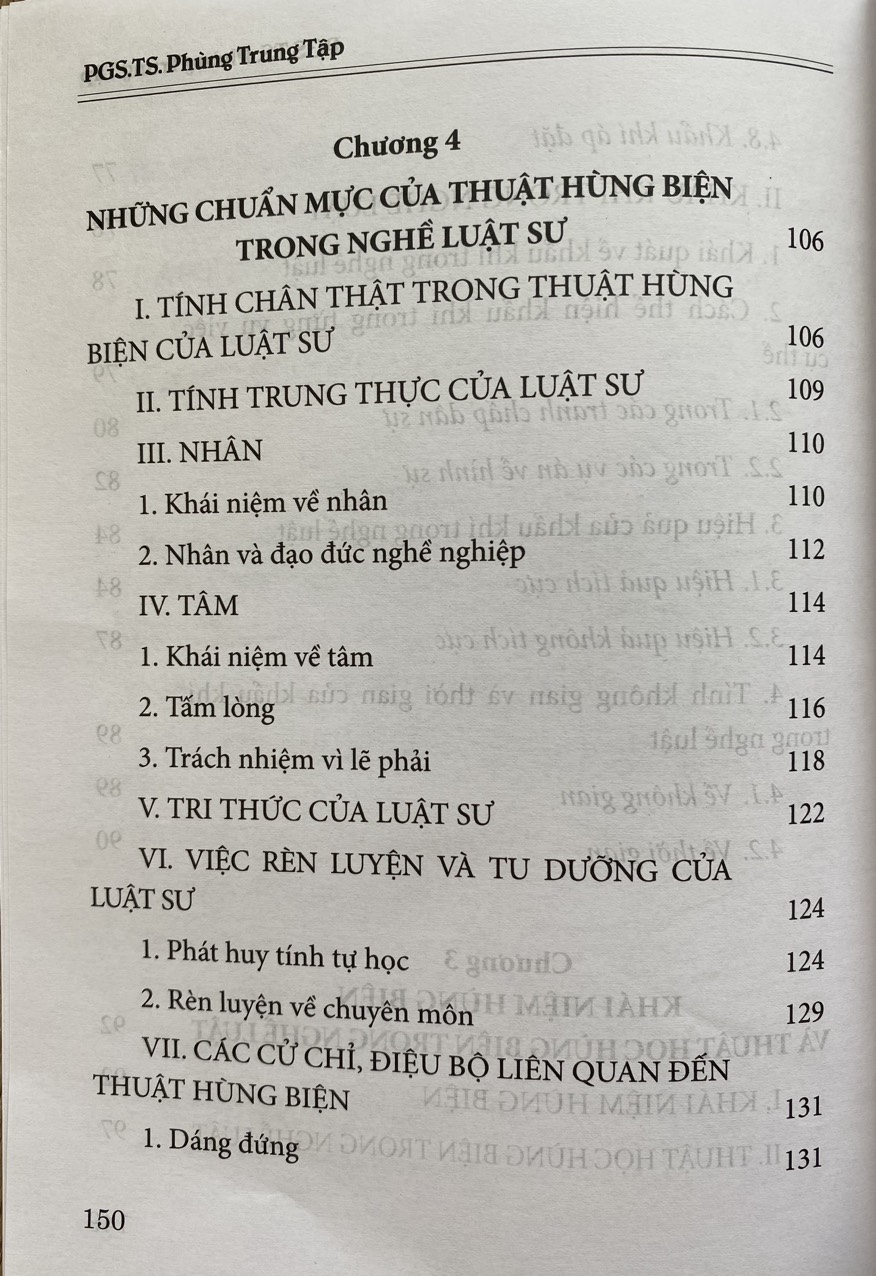 PGS.TS. Phùng Trung Tập
Chương 4
NHỮNG CHUẨN MỰC CỦA THUẬT HÙNG BIỆN
TRONG NGHỀ LUẬT SƯ 106
I. TÍNH CHÂN THẬT TRONG THUẬT HÙNG
BIỆN CỦA LUẬT SƯ 106
II. TÍNH TRUNG THỰC CỦA LUẬT SƯ 109
III. NHÂN 110
1. Khái niệm về nhân 110
2. Nhân và đạo đức nghề nghiệp 112
IV. TÂM 114
1. Khái niệm về tâm 114
2. Tấm lòng 116
3. Trách nhiệm vì lẽ phải 118
V. TRI THỨC CỦA LUẬT SƯ 122
VI. VIỆC RÈN LUYỆN VÀ TU DƯỠNG CỦA
LUẬT SƯ 124
1. Phát huy tính tự học 124
2. Rèn luyện về chuyên môn 129
VII. CÁC CỬ CHỈ, ĐIỆU BỘ LIÊN QUAN ĐẾN
THUẬT HÙNG BIỆN 131
1. Dáng đứng 131
150